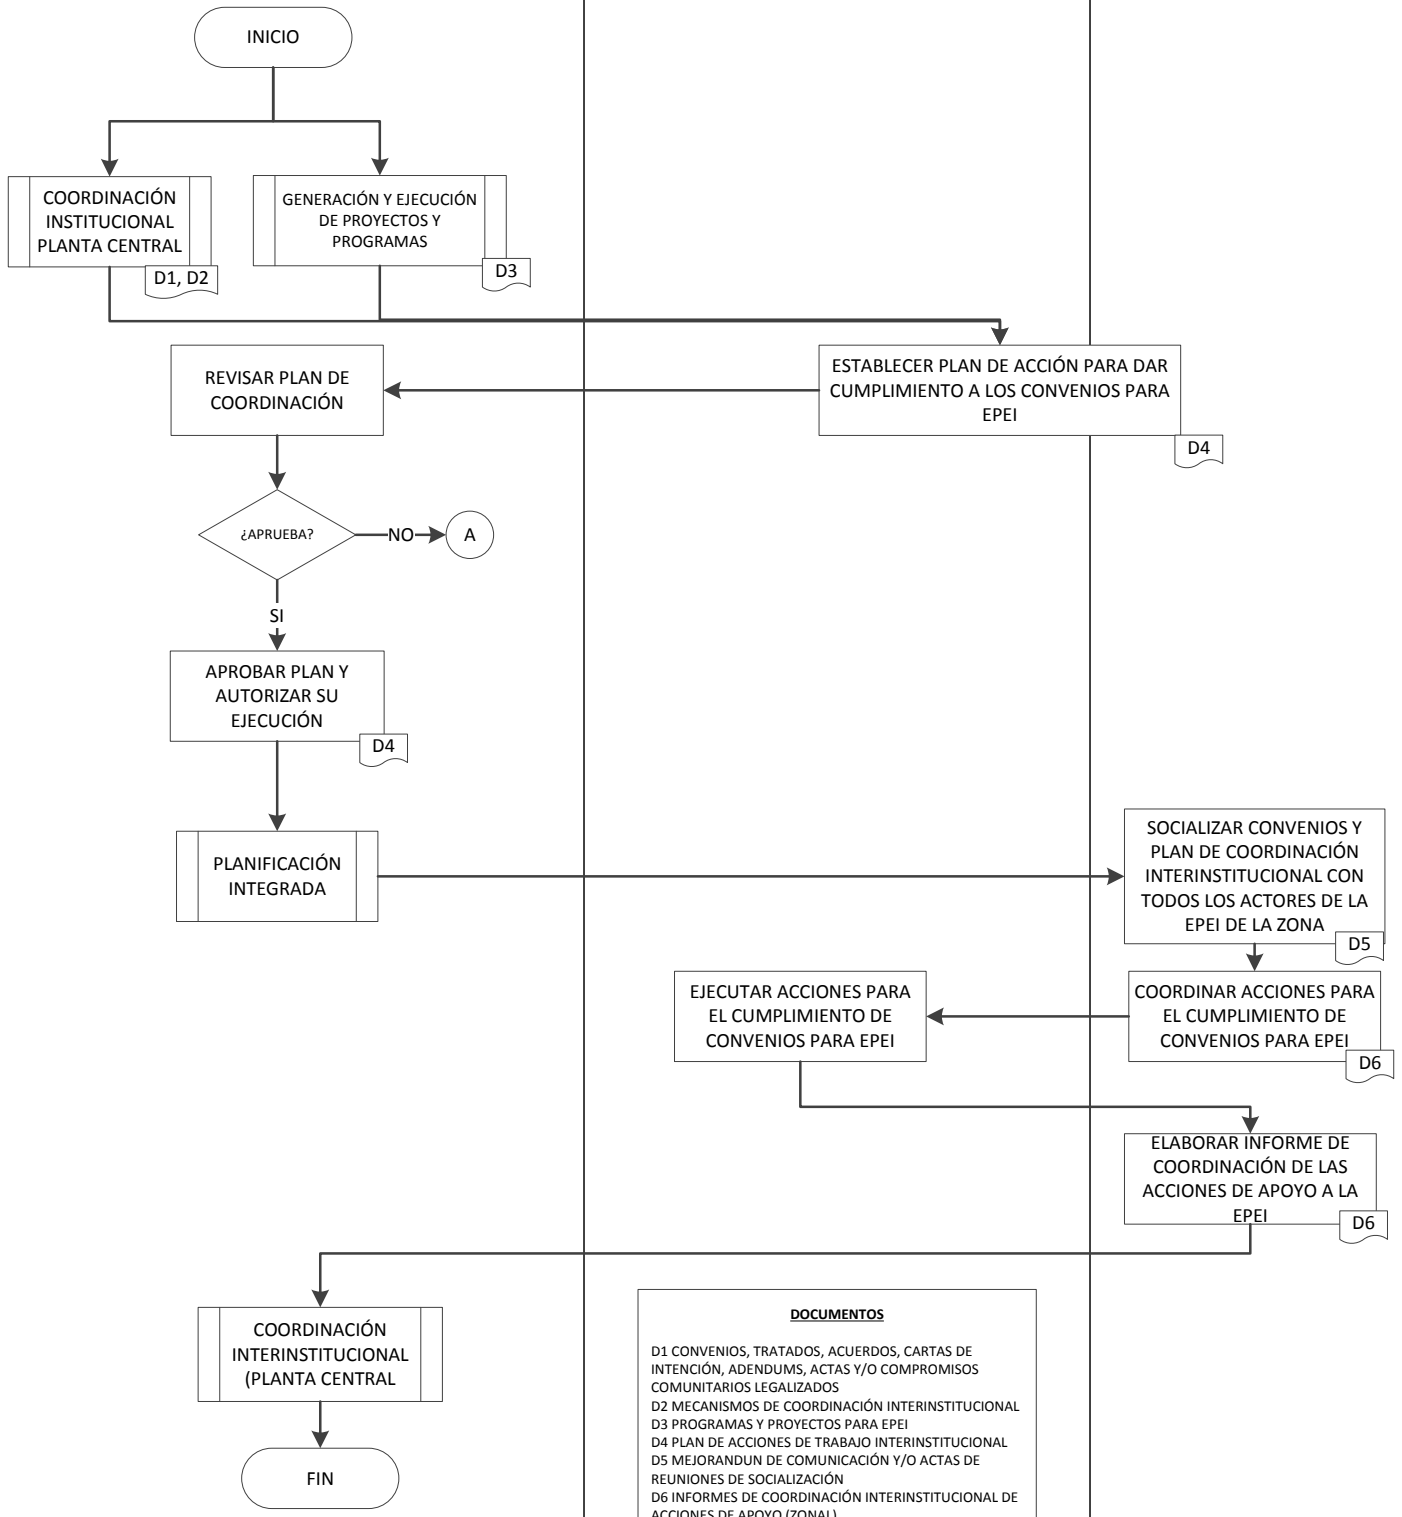 INICIO
COORDINACIÓN
INSTITUCIONAL
PLANTA CENTRAL
D1, D2
GENERACIÓN Y EJECUCIÓN
DE PROYECTOS Y
PROGRAMAS
D3
REVISAR PLAN DE
COORDINACIÓN
ESTABLECER PLAN DE ACCIÓN PARA DAR
CUMPLIMIENTO A LOS CONVENIOS PARA
EPEI
D4
¿APRUEBA?
NO
A
SI
APROBAR PLAN Y
AUTORIZAR SU
EJECUCIÓN
D4
PLANIFICACIÓN
INTEGRADA
SOCIALIZAR CONVENIOS Y
PLAN DE COORDINACIÓN
INTERINSTITUCIONAL CON
TODOS LOS ACTORES DE LA
EPEI DE LA ZONA
D5
EJECUTAR ACCIONES PARA
EL CUMPLIMIENTO DE
CONVENIOS PARA EPEI
COORDINAR ACCIONES PARA
EL CUMPLIMIENTO DE
CONVENIOS PARA EPEI
D6
ELABORAR INFORME DE
COORDINACIÓN DE LAS
ACCIONES DE APOYO A LA
EPEI
D6
COORDINACIÓN
INTERINSTITUCIONAL
(PLANTA CENTRAL
FIN
DOCUMENTOS
D1 CONVENIOS, TRATADOS, ACUERDOS, CARTAS DE
INTENCIÓN, ADENDUMS, ACTAS Y/O COMPROMISOS
COMUNITARIOS LEGALIZADOS
D2 MECANISMOS DE COORDINACIÓN INTERINSTITUCIONAL
D3 PROGRAMAS Y PROYECTOS PARA EPEI
D4 PLAN DE ACCIONES DE TRABAJO INTERINSTITUCIONAL
D5 MEJORANDUN DE COMUNICACIÓN Y/O ACTAS DE
REUNIONES DE SOCIALIZACIÓN
D6 INFORMES DE COORDINACIÓN INTERINSTITUCIONAL DE
ACCIONES DE APOYO (ZONAL)